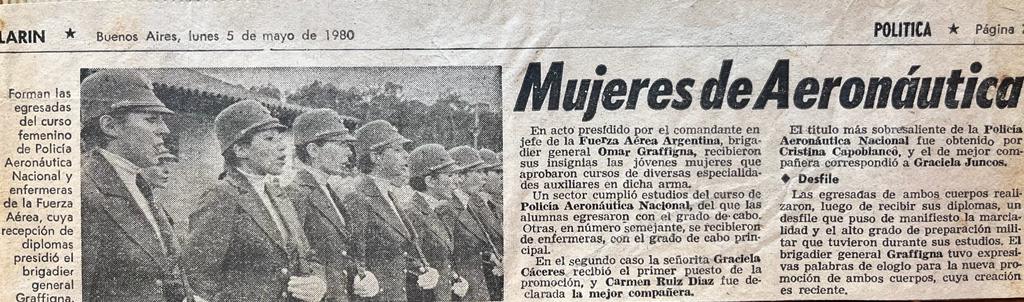 LARIN ★ Buenos Aires, lunes 5 de mayo de 1980
POLITICA ★ Página
Forman las
egresadas
del curso
femenino
de Policía
Aeronáutica
Nacional y
enfermeras
de la Fuerza
Aérea, cuya
recepción de
diplomas
presidió el
brigadier
general
Graffigna.
Mujeres de Aeronáutica
En acto presidido por el comandante en
jefe de la Fuerza Aérea Argentina, briga-
dier general Omar Graffigna, recibieron
sus insignias las jóvenes mujeres que
aprobaron cursos de diversas especialida-
des auxiliares en dicha arma.
Un sector cumplió estudios del curso de
Policía Aeronáutica Nacional, del que las
alumnas egresaron con el grado de cabo.
Otras, en número semejante, se recibieron
de enfermeras, con el grado de cabo prin-
cipal.
En el segundo caso la señorita Graciela
Cáceres recibió el primer puesto de la
promoción, y Carmen Ruiz Díaz fue de-
clarada la mejor compañera.
El título más sobresaliente de la Policía
Aeronáutica Nacional fue obtenido por
Cristina Capobianco, y el de mejor com-
pañera correspondió a Graciela Juncos.
◆ Desfile
Las egresadas de ambos cuerpos reali-
zaron, luego de recibir sus diplomas, un
desfile que puso de manifiesto la marcia-
lidad y el alto grado de preparación mili-
tar que tuvieron durante sus estudios. El
brigadier general Graffigna tuvo expresi-
vas palabras de elogio para la nueva pro-
moción de ambos cuerpos, cuya creación
es reciente.